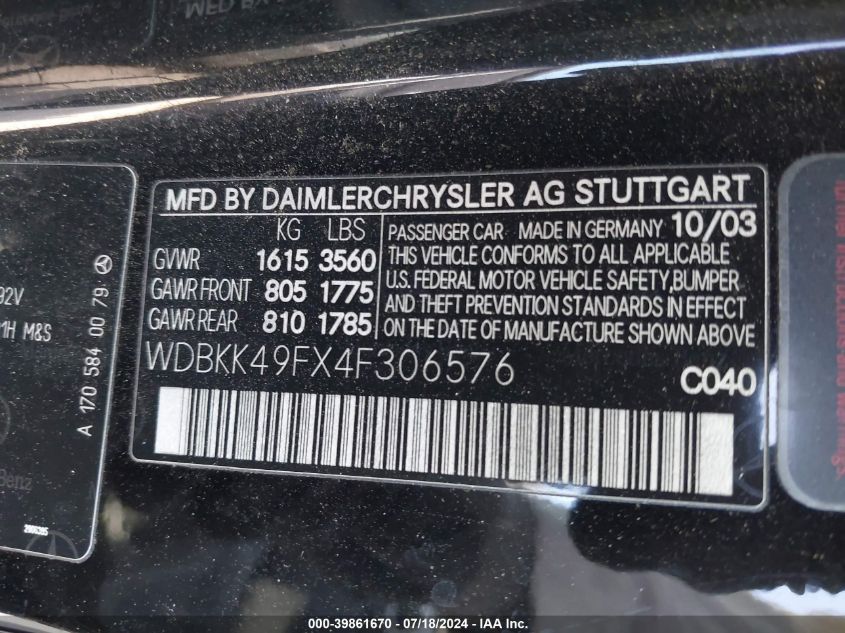 MFD BY DAIMLERCHRYSLER AG STUTTGART
KG LBS
GVWR 1615 3560
GAWR FRONT 805 1775
GAWR REAR 810 1785
PASSENGER CAR MADE IN GERMANY 10/03
THIS VEHICLE CONFORMS TO ALL APPLICABLE
U.S. FEDERAL MOTOR VEHICLE SAFETY,BUMPER
AND THEFT PREVENTION STANDARDS IN EFFECT
ON THE DATE OF MANUFACTURE SHOWN ABOVE
WDBKK49FX4F306576
C040
92V
M&S
A 170 584 00 79
Benz
000-39861670 - 07/18/2024 - IAA Inc.